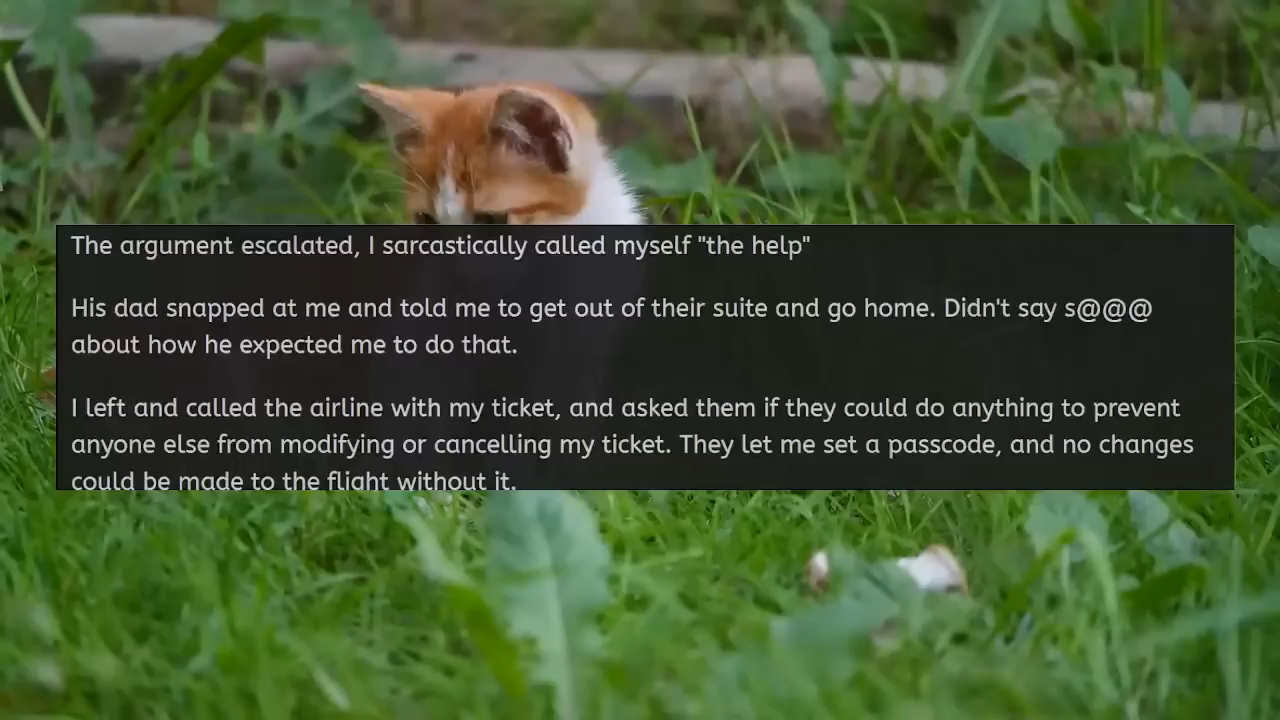 The argument escalated, I sarcastically called myself "the help"
His dad snapped at me and told me to get out of their suite and go home. Didn't say s@@@
about how he expected me to do that.
I left and called the airline with my ticket, and asked them if they could do anything to prevent
anyone else from modifying or cancelling my ticket. They let me set a passcode, and no changes
could be made to the flight without it.